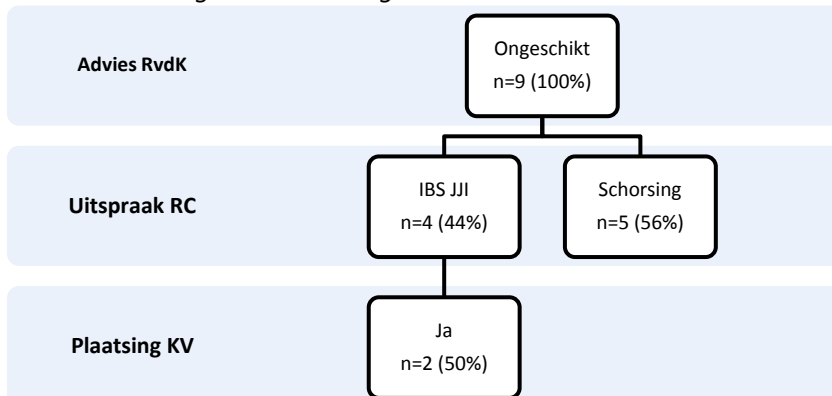 Advies RvdK
Ongeschikt
n=9 (100%)
Uitspraak RC
IBS JJI
n=4 (44%)
Schorsing
n=5 (56%)
Plaatsing KV
Ja
n=2 (50%)